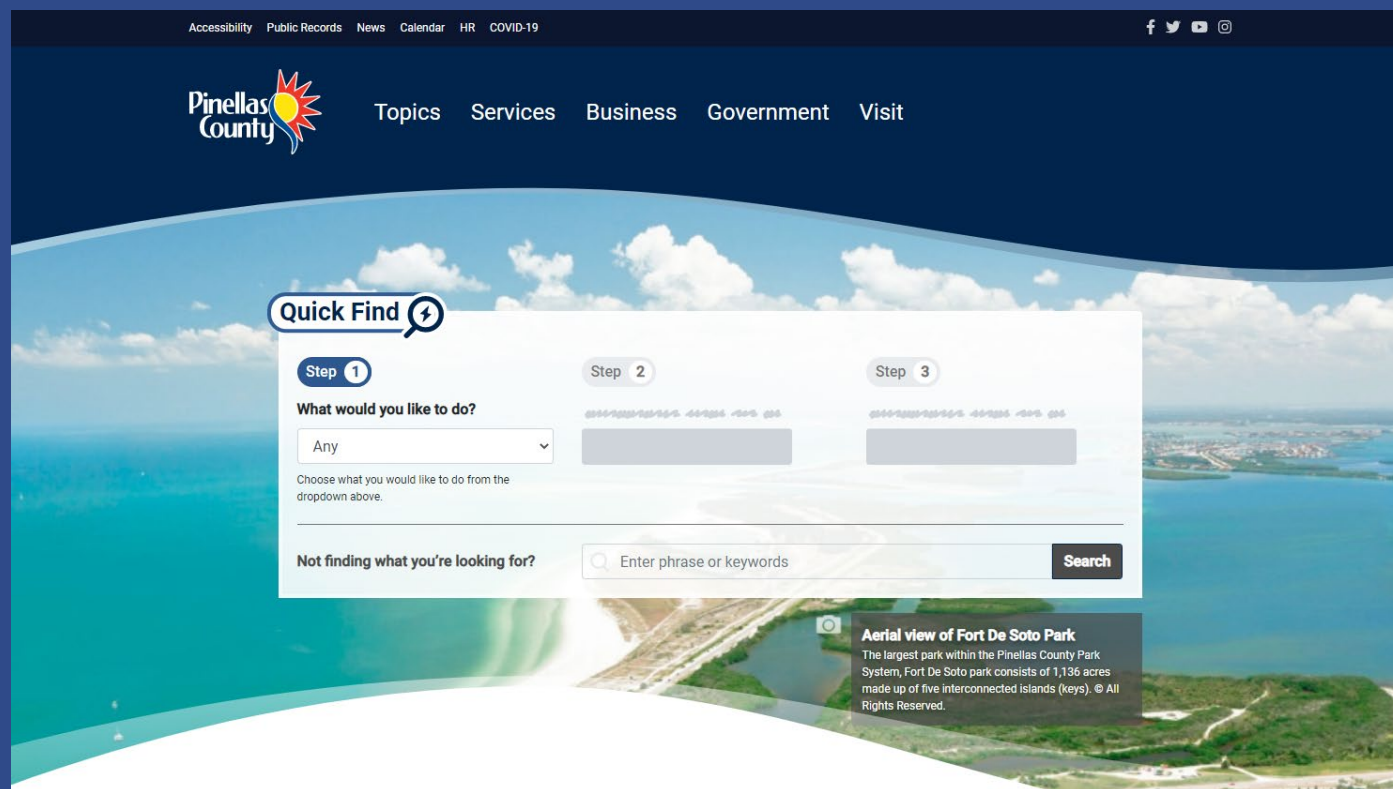 Accessibility Public Records News Calendar HR COVID-19
Pinellas
County
Topics Services Business Government Visit
Quick Find
Step 1
What would you like to do?
Any
Choose what you would like to do from the
dropdown above.
Step 2
Step 3
Not finding what you're looking for?
Enter phrase or keywords
Search
Aerial view of Fort De Soto Park
The largest park within the Pinellas County Park
System, Fort De Soto park consists of 1,136 acres
made up of five interconnected islands (keys). © All
Rights Reserved.